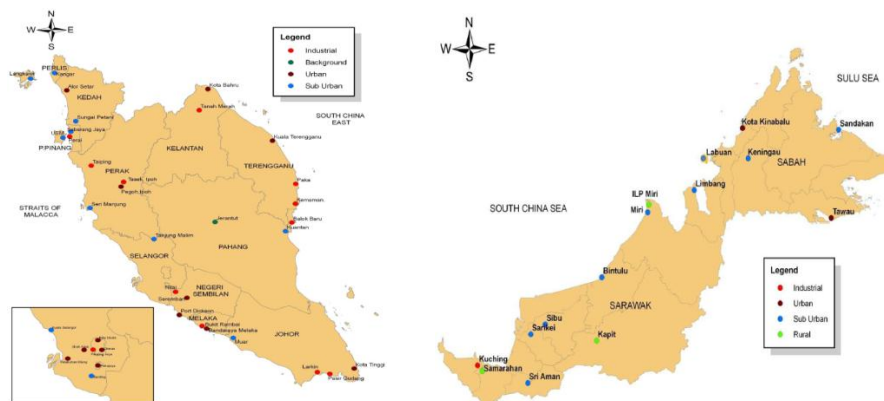 N
W E
S
Legend
Industrial
Background
Urban
Sub Urban
PERLIS
Kangar
Langkawi
Alor Setar
KEDAH
Sungai Petani
Seberang Jaya
USM
Perai
P.PINANG
Kota Bahru
Tanah Merah
SOUTH CHINA
EAST
Kuala Terengganu
KELANTAN
TERENGGANU
Taiping
PERAK
Tasek, Ipoh
Pegoh Ipoh
Paka
Kemaman
STRAITS OF
MALACCA
Seri Manjung
Jerantut
Balok Baru
Kuantan
Tanjung Malim
PAHANG
SELANGOR
Nilai
NEGERI
SEMBILAN
Seremban
Port Dickson
MELAKA
Bukit Rambai
Bandaraya Melaka
Muar
JOHOR
Larkin
Pasir Gudang
Kota Tinggi
N
W E
S
SULU SEA
Kota Kinabalu
Sandakan
Labuan
Keningau
SABAH
Limbang
SOUTH CHINA SEA
ILP Miri
Miri
Tawau
Bintulu
Legend
Industrial
Urban
Sub Urban
Rural
SARAWAK
Sibu
Sarikei
Kapit
Kuching
Samarahan
Sri Aman